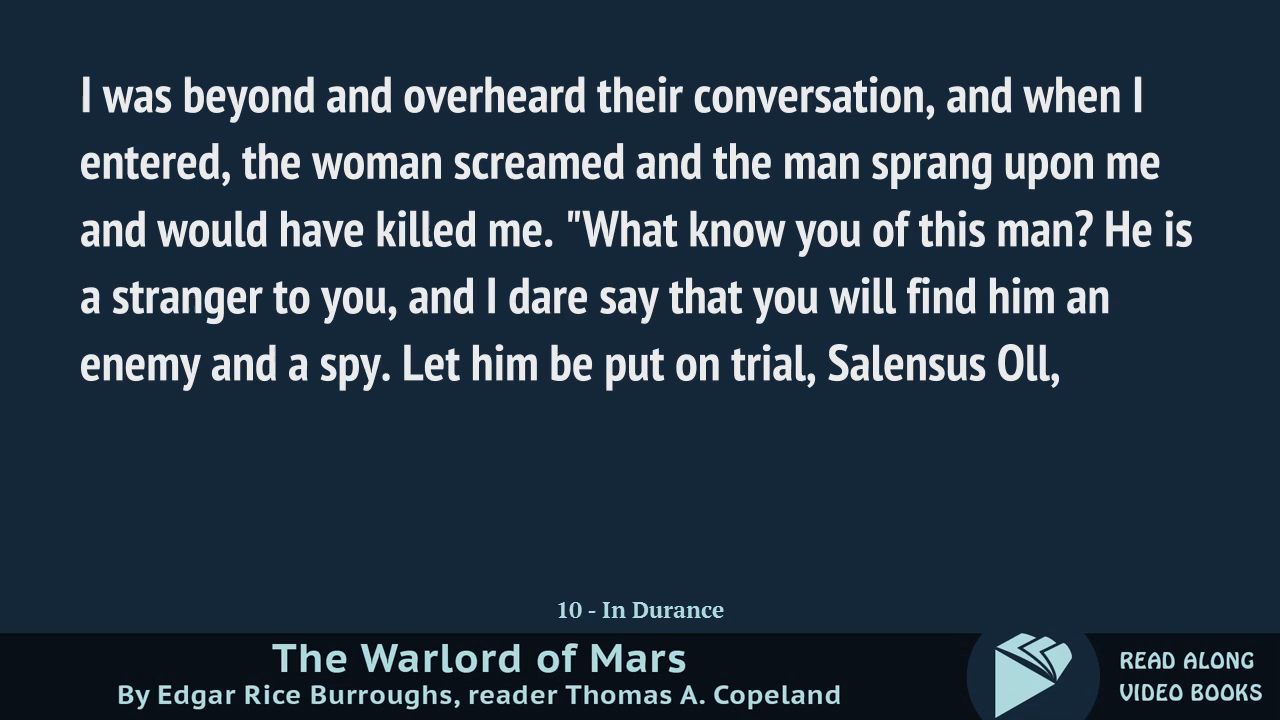 I was beyond and overheard their conversation, and when I
entered, the woman screamed and the man sprang upon me
and would have killed me. "What know you of this man? He is
a stranger to you, and I dare say that you will find him an
enemy and a spy. Let him be put on trial, Salensus Oll,
10 - In Durance
The Warlord of Mars
By Edgar Rice Burroughs, reader Thomas A. Copeland
READ ALONG
VIDEO BOOKS